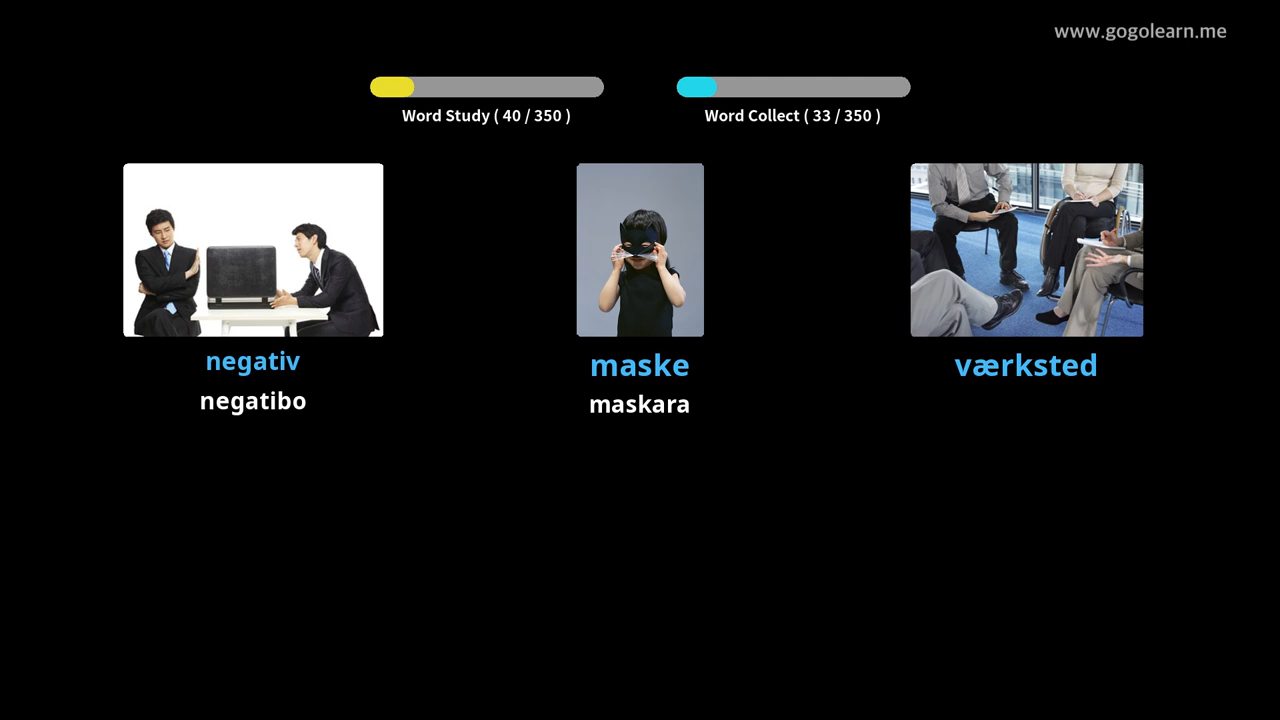 www.gogolearn.me
Word Study ( 40 / 350 )
Word Collect ( 33 / 350 )
negativ
negatibo
maske
maskara
værksted